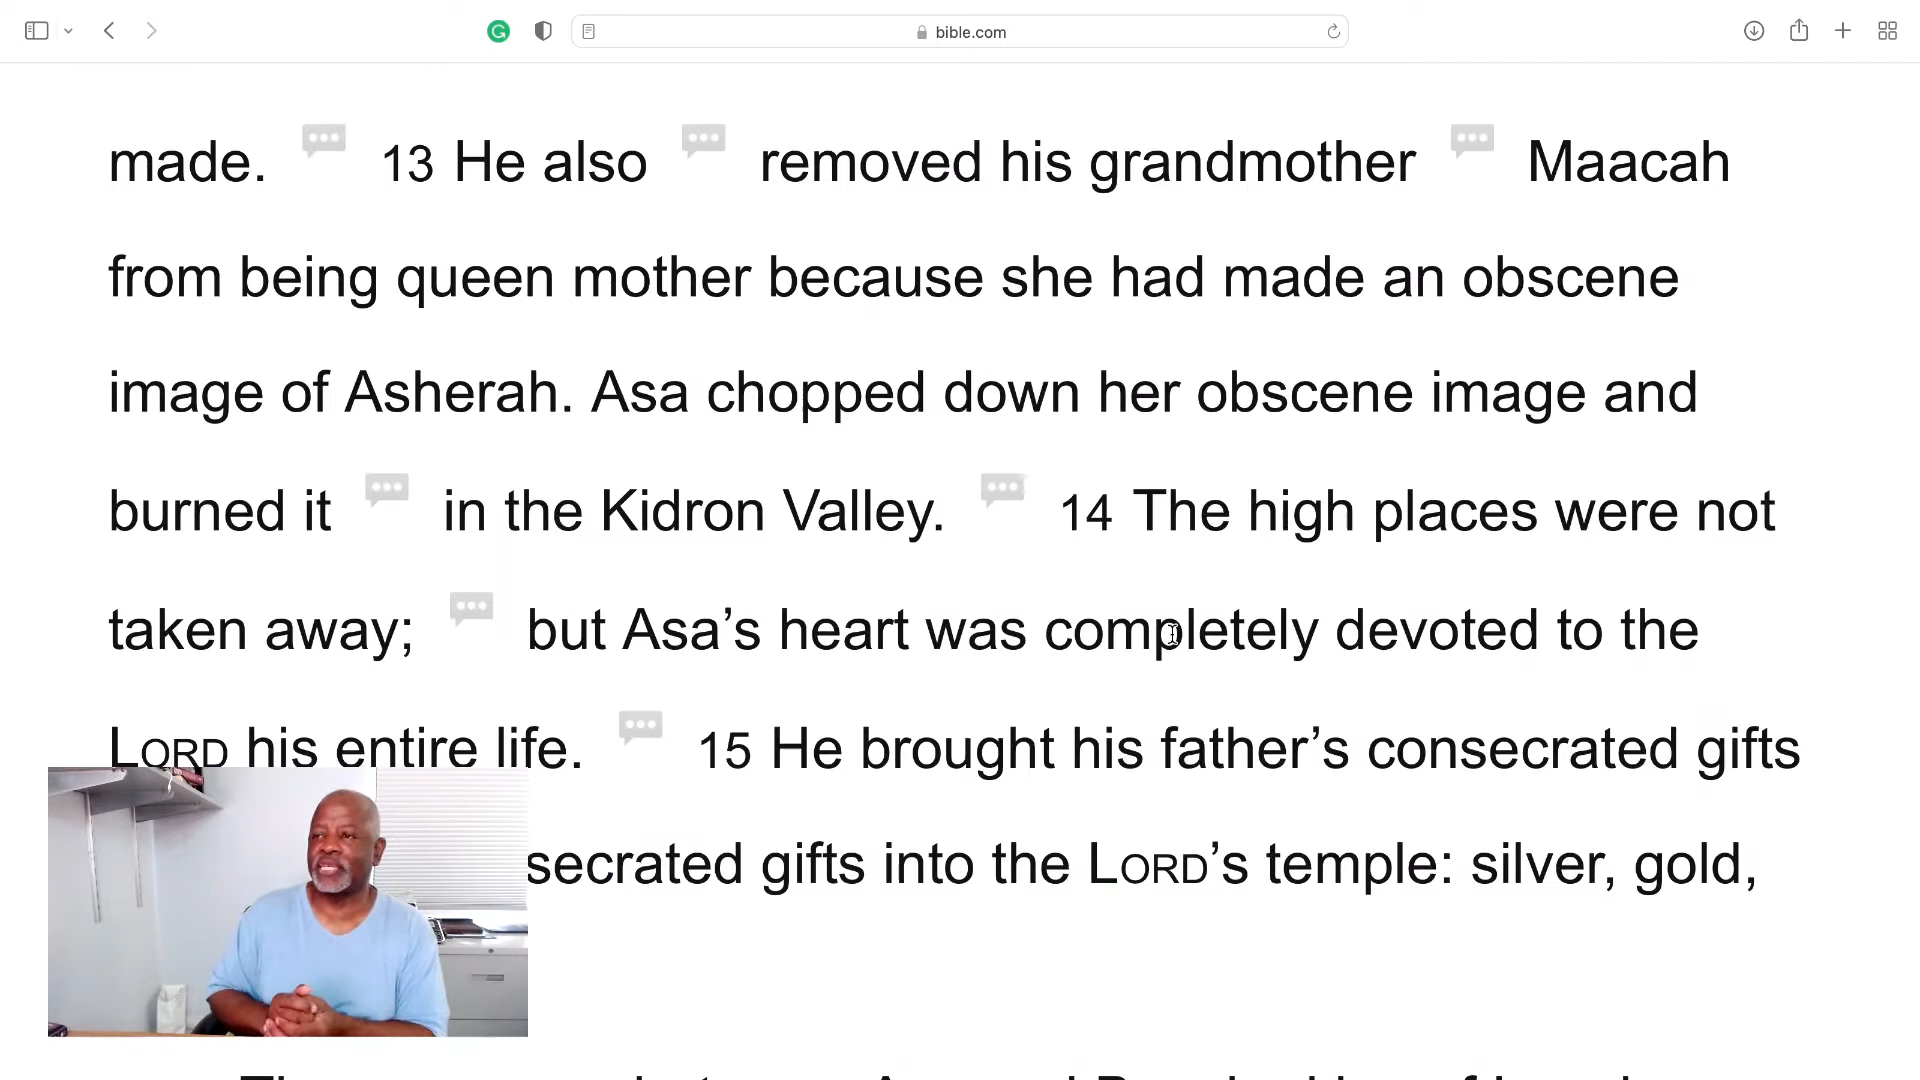 bible.com
made. 13 He also removed his grandmother Maacah
from being queen mother because she had made an obscene
image of Asherah. Asa chopped down her obscene image and
burned it in the Kidron Valley. 14 The high places were not
taken away; but Asa’s heart was completely devoted to the
LORD his entire life. 15 He brought his father’s consecrated gifts
secrated gifts into the LORD’s temple: silver, gold,